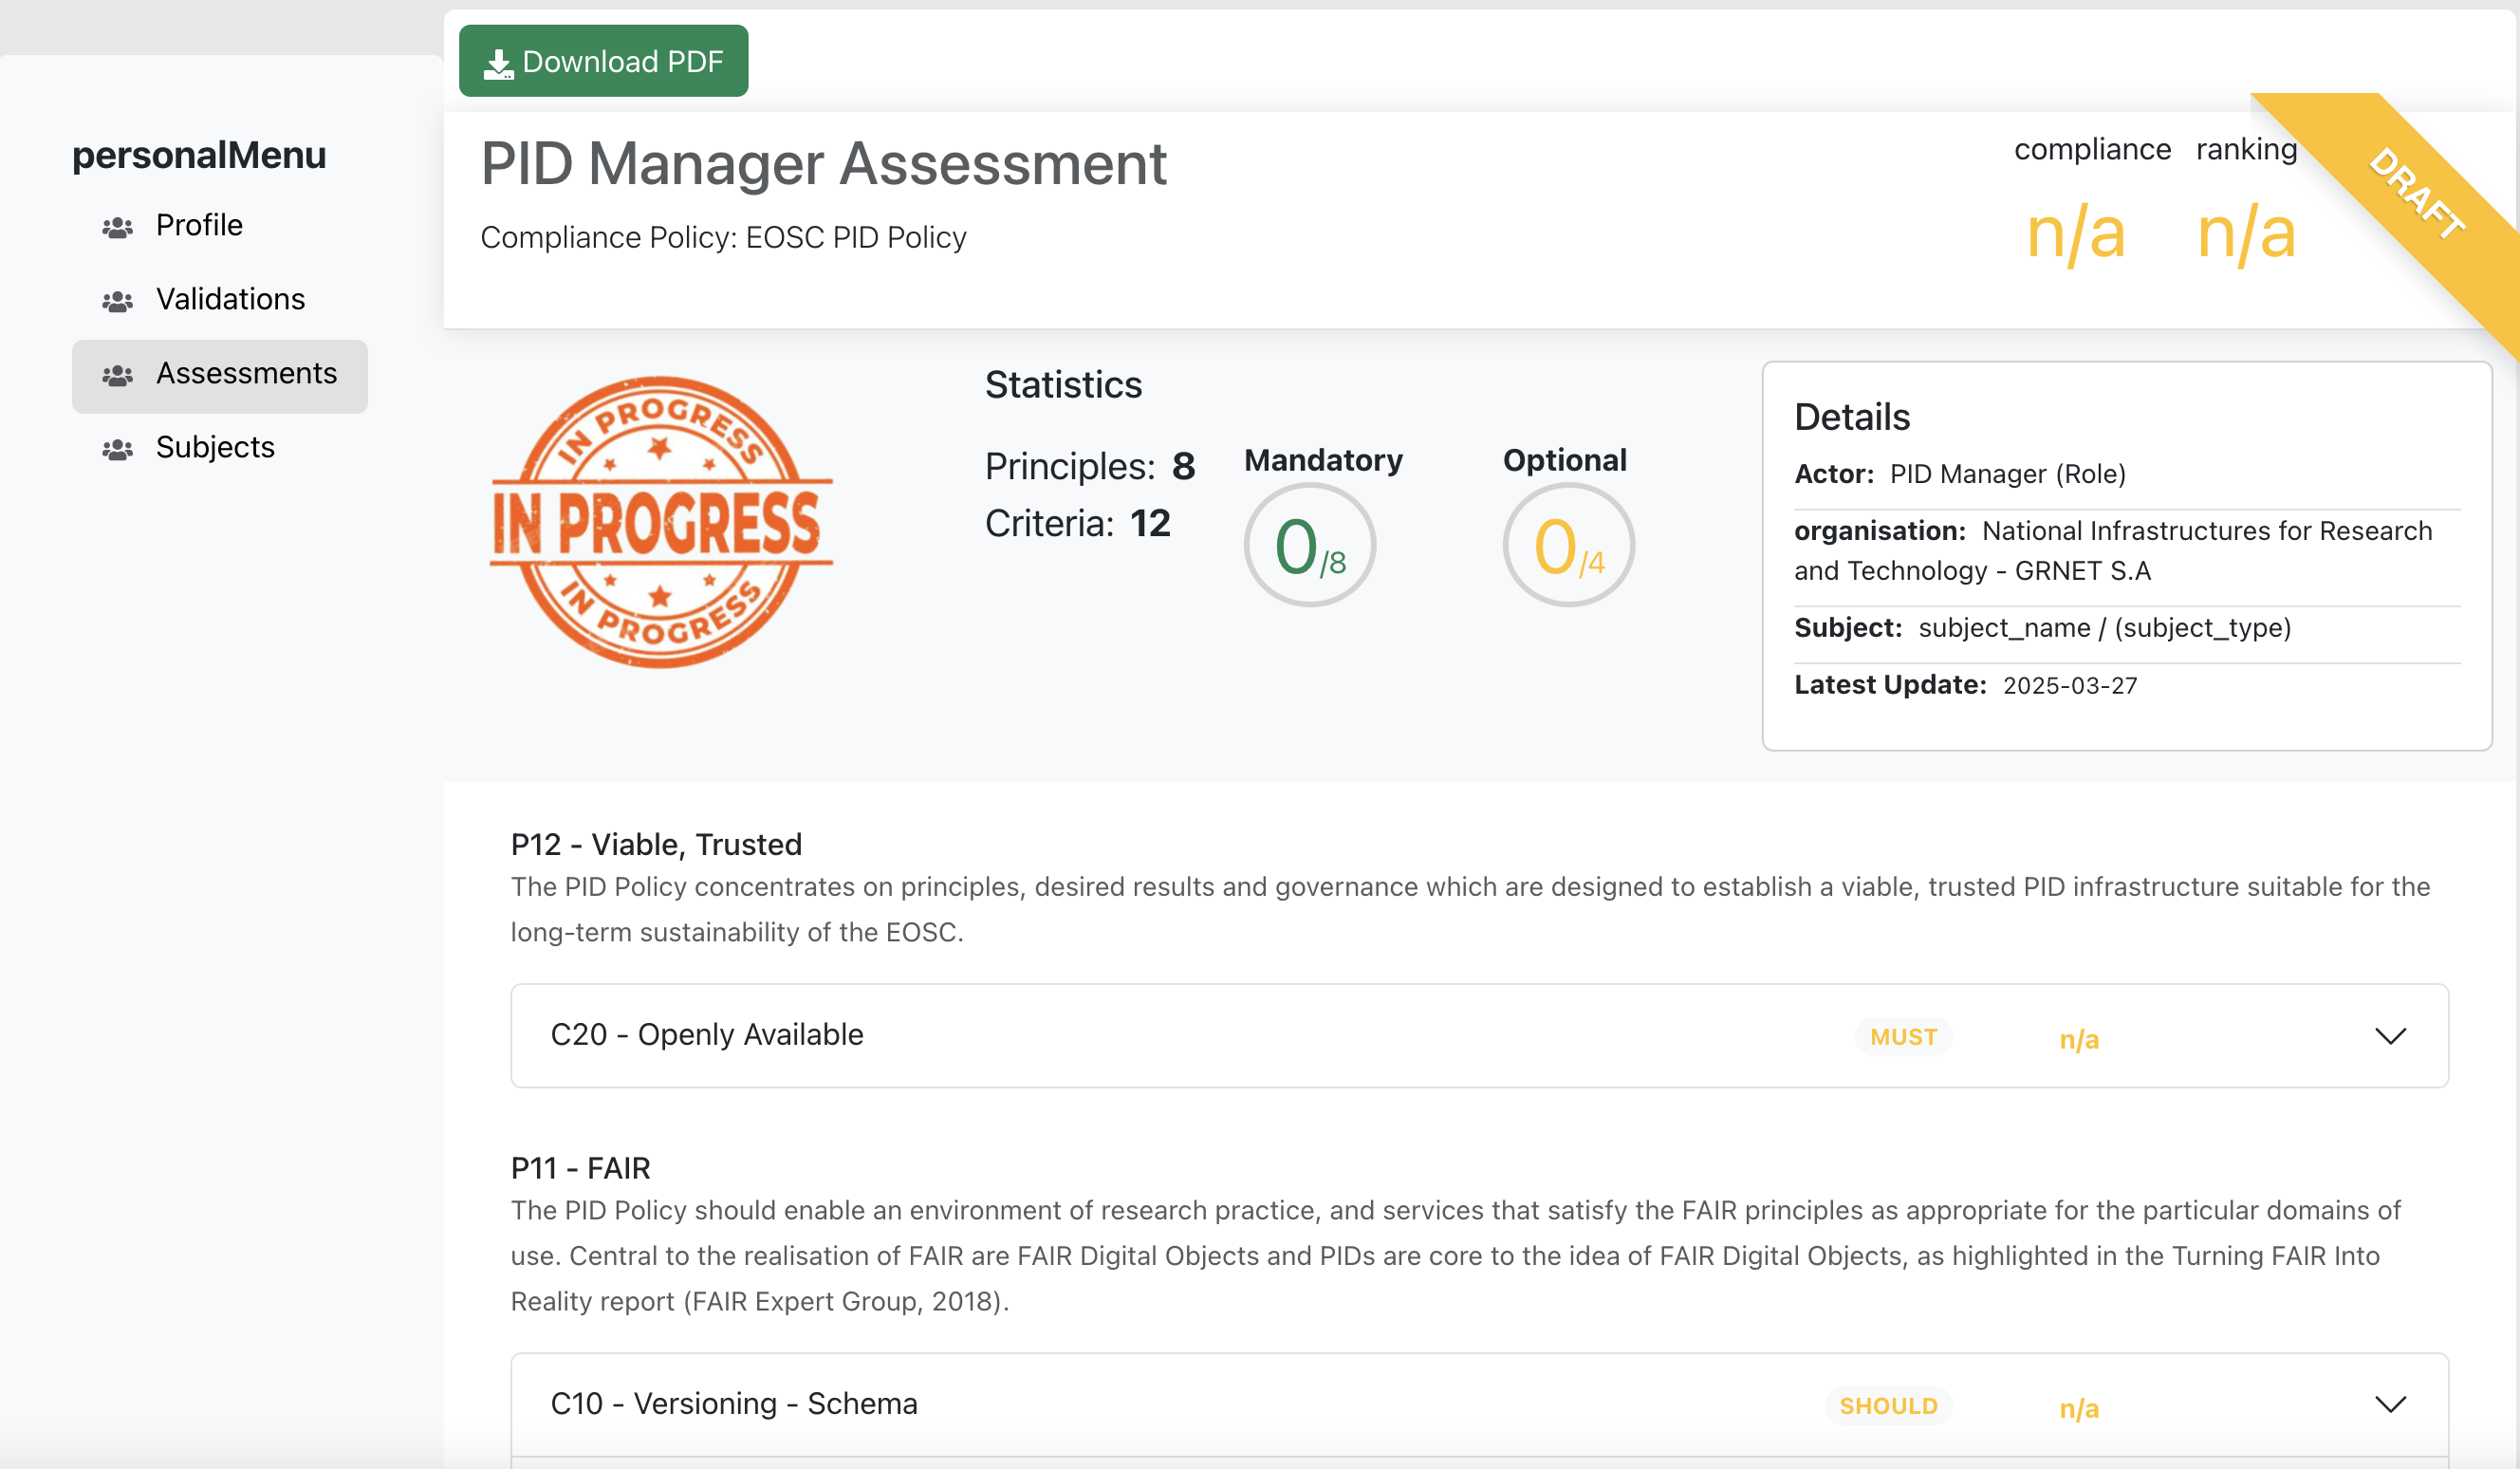 Download PDF
personalMenu
Profile
Validations
Assessments
Subjects
PID Manager Assessment
Compliance Policy: EOSC PID Policy
compliance ranking
n/a n/a
DRAFT
IN PROGRESS
IN PROGRESS
IN PROGRESS
Statistics
Principles: 8
Criteria: 12
Mandatory
0/8
Optional
0/4
Details
Actor: PID Manager (Role)
organisation: National Infrastructures for Research
and Technology - GRNET S.A
Subject: subject_name / (subject_type)
Latest Update: 2025-03-27
P12 - Viable, Trusted
The PID Policy concentrates on principles, desired results and governance which are designed to establish a viable, trusted PID infrastructure suitable for the
long-term sustainability of the EOSC.
C20 - Openly Available MUST n/a
P11 - FAIR
The PID Policy should enable an environment of research practice, and services that satisfy the FAIR principles as appropriate for the particular domains of
use. Central to the realisation of FAIR are FAIR Digital Objects and PIDs are core to the idea of FAIR Digital Objects, as highlighted in the Turning FAIR Into
Reality report (FAIR Expert Group, 2018).
C10 - Versioning - Schema SHOULD n/a